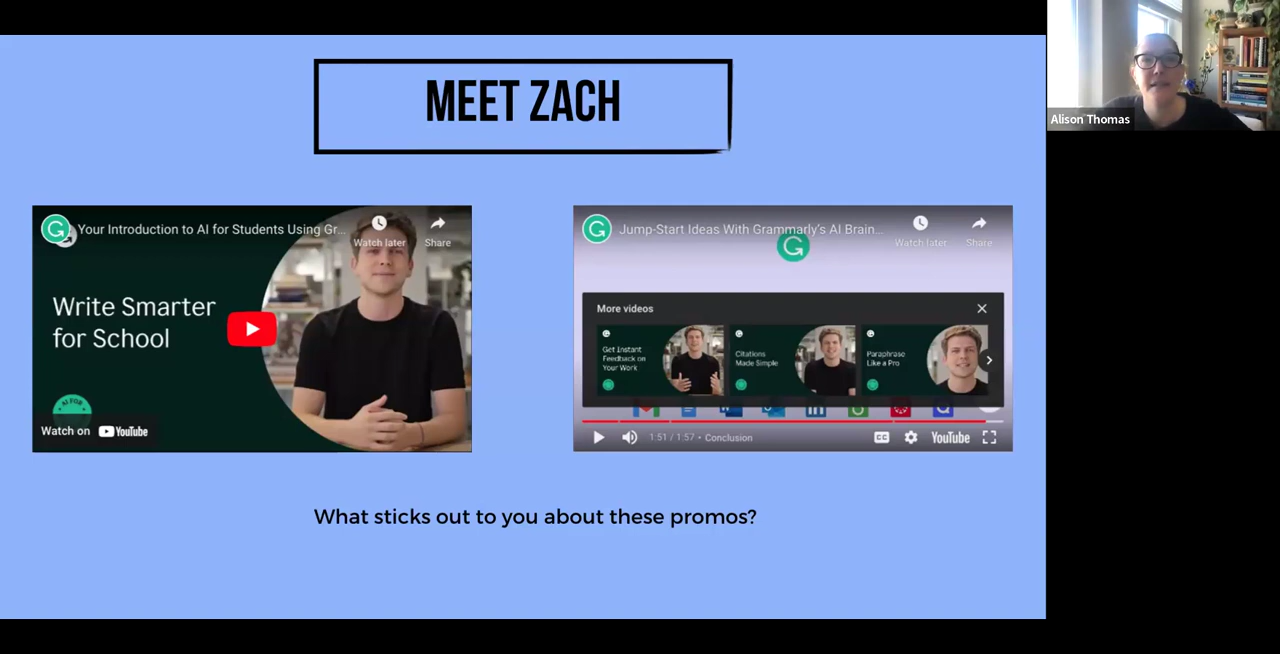 MEET ZACH
Alison Thomas
Your Introduction to AI for Students Using Gr...
Watch later
Share
Write Smarter
for School
AI FOR
Watch on YouTube
Jump-Start Ideas With Grammarly's AI Brain...
Watch later
Share
More videos
Get Instant
Feedback on
Your Work
Citations
Made Simple
Paraphrase
Like a Pro
1:51 / 1:57 • Conclusion
CC
YouTube
What sticks out to you about these promos?